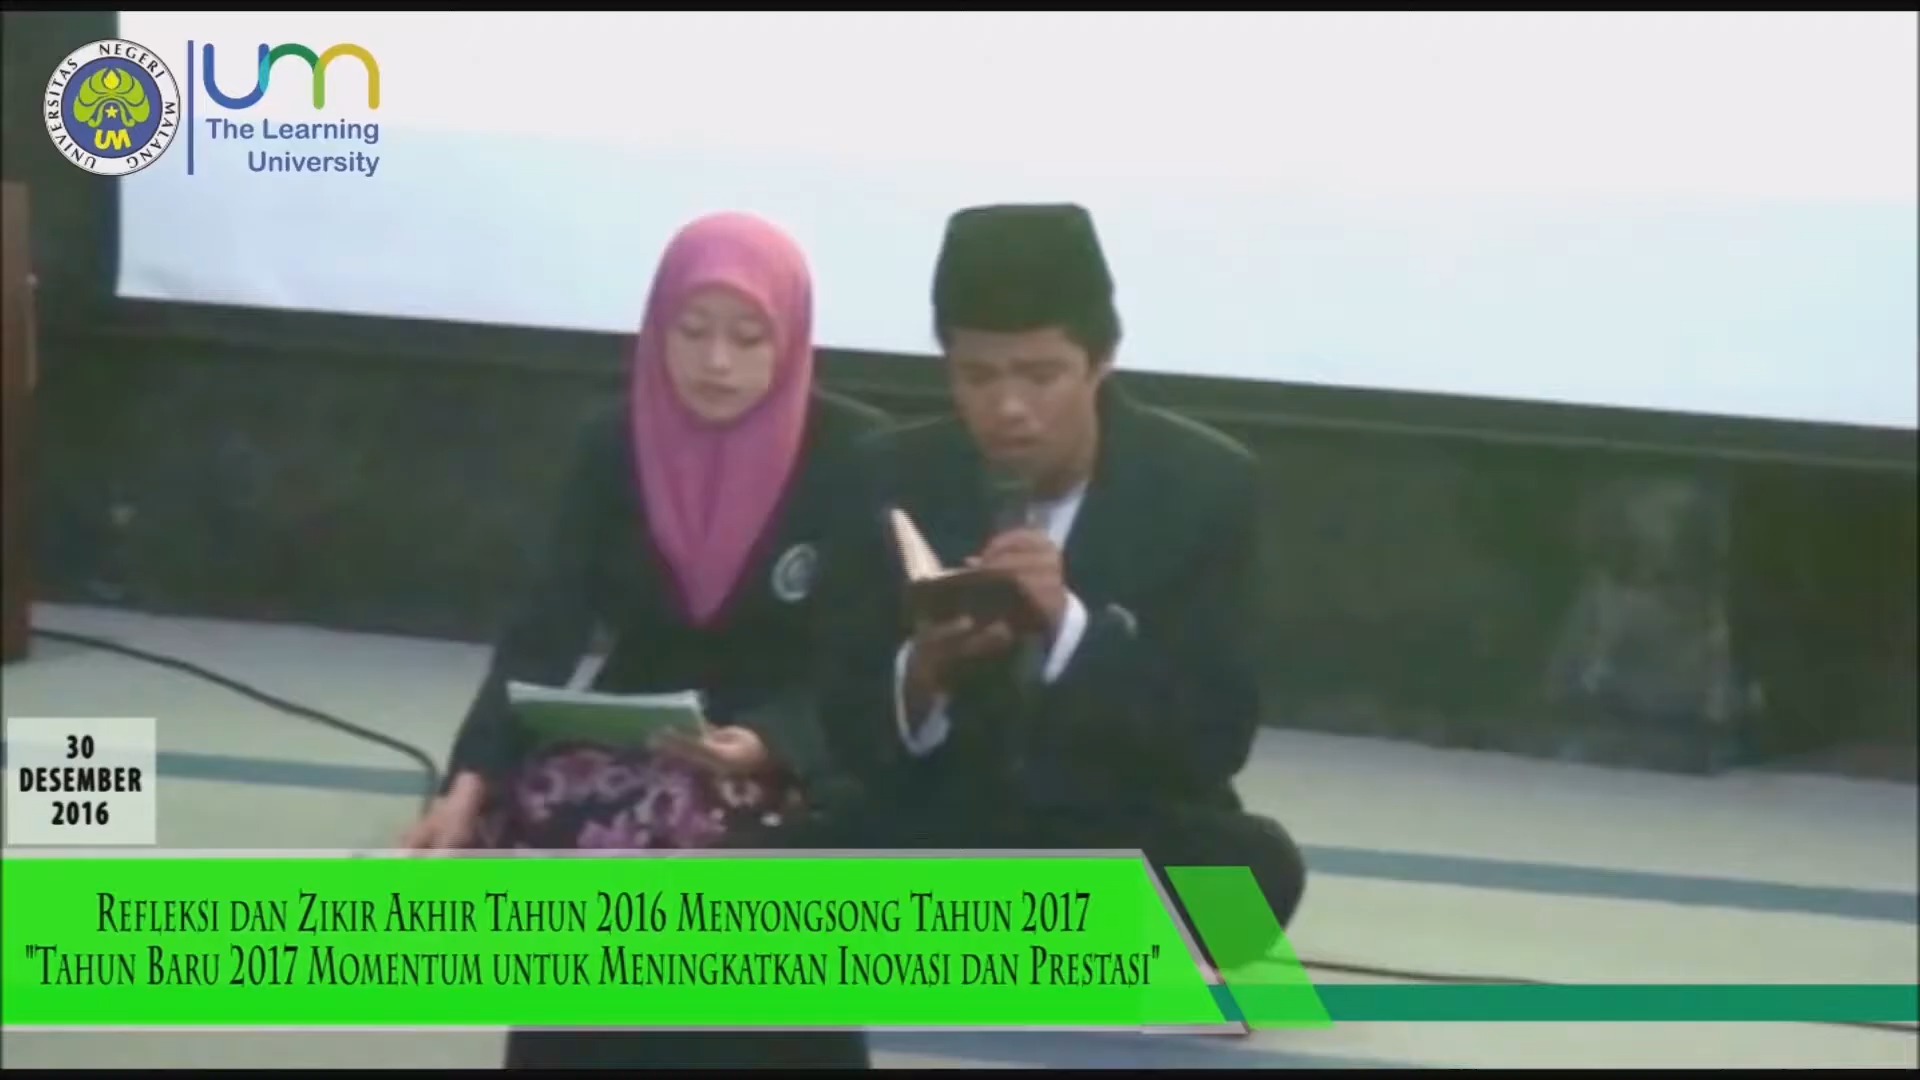 UNIVERSITAS NEGERI MALANG
UM
um
The Learning
University
30
DESEMBER
2016
REFLEKSI DAN ZIKIR AKHIR TAHUN 2016 MENYONGSONG TAHUN 2017
"TAHUN BARU 2017 MOMENTUM UNTUK MENINGKATKAN INOVASI DAN PRESTASI"